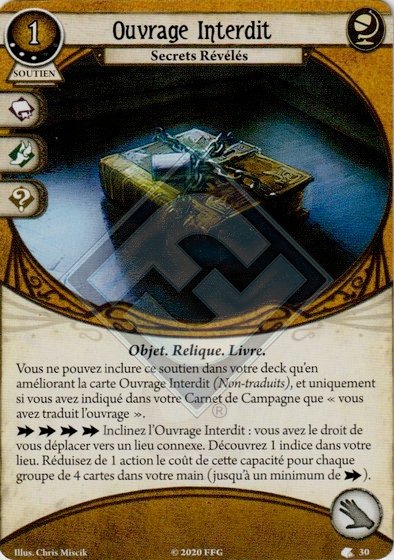 1
Ouvrage Interdit
SOUTIEN
Secrets Révélés
Objet. Relique. Livre.
Vous ne pouvez inclure ce soutien dans votre deck qu'en
améliorant la carte Ouvrage Interdit (Non-traduits), et uniquement
si vous avez indiqué dans votre Carnet de Campagne que « vous
avez traduit l'ouvrage ».
Inclinez l'Ouvrage Interdit : vous avez le droit de
vous déplacer vers un lieu connexe. Découvrez 1 indice dans votre
lieu. Réduisez de 1 action le coût de cette capacité pour chaque
groupe de 4 cartes dans votre main (jusqu'à un minimum de ).
Illus. Chris Miscik
© 2020 FFG
30